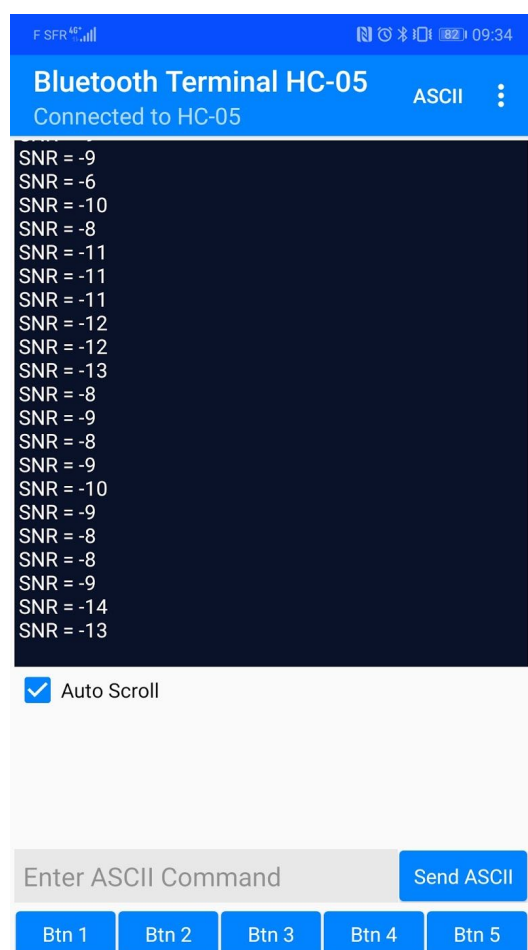 F SFR 82 09:34
Bluetooth Terminal HC-05
ASCII
Connected to HC-05
SNR = -9
SNR = -6
SNR = -10
SNR = -8
SNR = -11
SNR = -11
SNR = -11
SNR = -12
SNR = -12
SNR = -13
SNR = -8
SNR = -9
SNR = -8
SNR = -9
SNR = -10
SNR = -9
SNR = -8
SNR = -8
SNR = -9
SNR = -14
SNR = -13
Auto Scroll
Enter ASCII Command Send ASCII
Btn 1 Btn 2 Btn 3 Btn 4 Btn 5